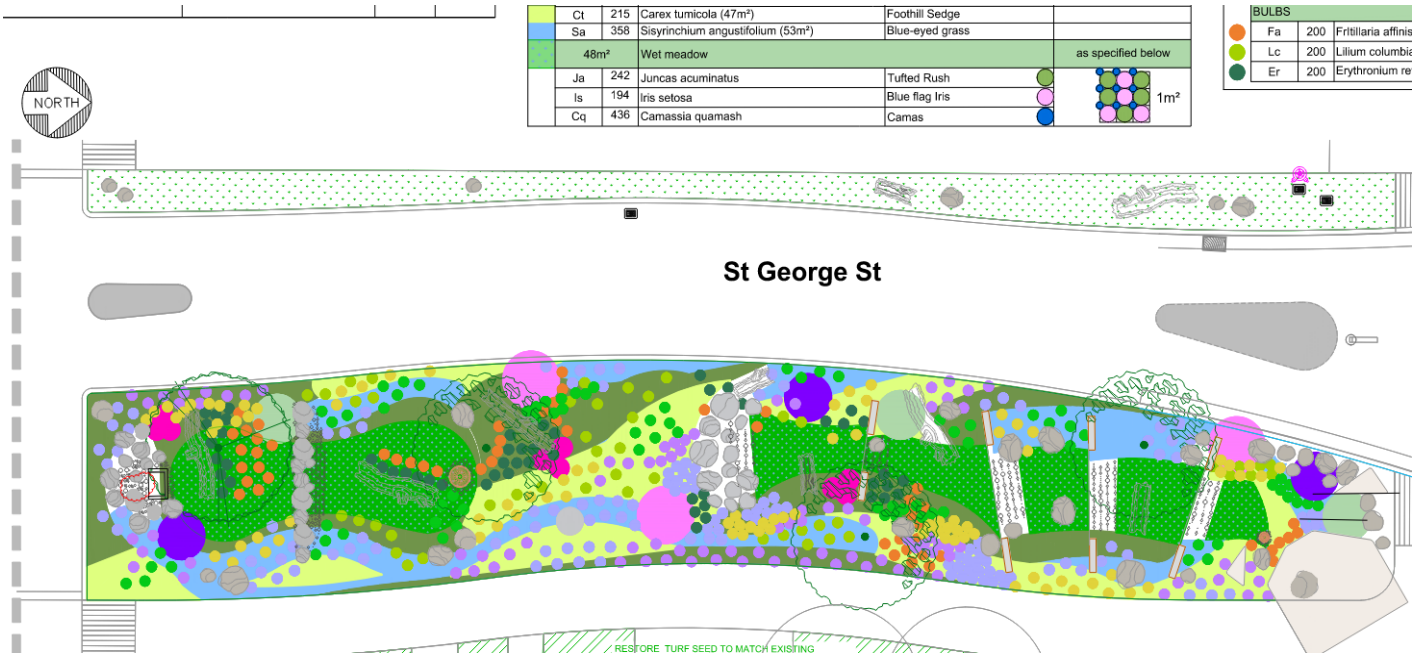 Ct 215 Carex tumicola (47m²) Foothill Sedge
Sa 358 Sisyrinchium angustifolium (53m²) Blue-eyed grass
48m² Wet meadow as specified below
Ja 242 Juncas acuminatus Tufted Rush
Is 194 Iris setosa Blue flag Iris
1m²
Cq 436 Camassia quamash Camas
BULBS
Fa 200 Fritillaria affinis
Lc 200 Lilium columbia
Er 200 Erythronium re
NORTH
St George St
RESTORE TURF SEED TO MATCH EXISTING